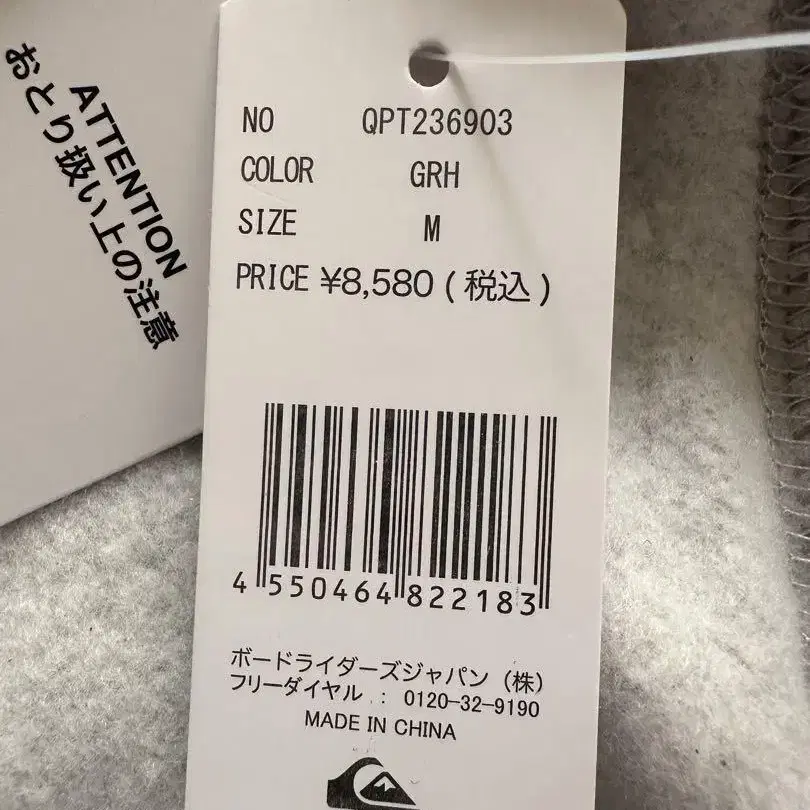 ATTENTION
おとり扱い上の注意
NO QPT236903
COLOR GRH
SIZE M
PRICE ¥8,580 ( 税込 )
4 550464 822183
ボードライダーズジャパン (株)
フリーダイヤル : 0120-32-9190
MADE IN CHINA